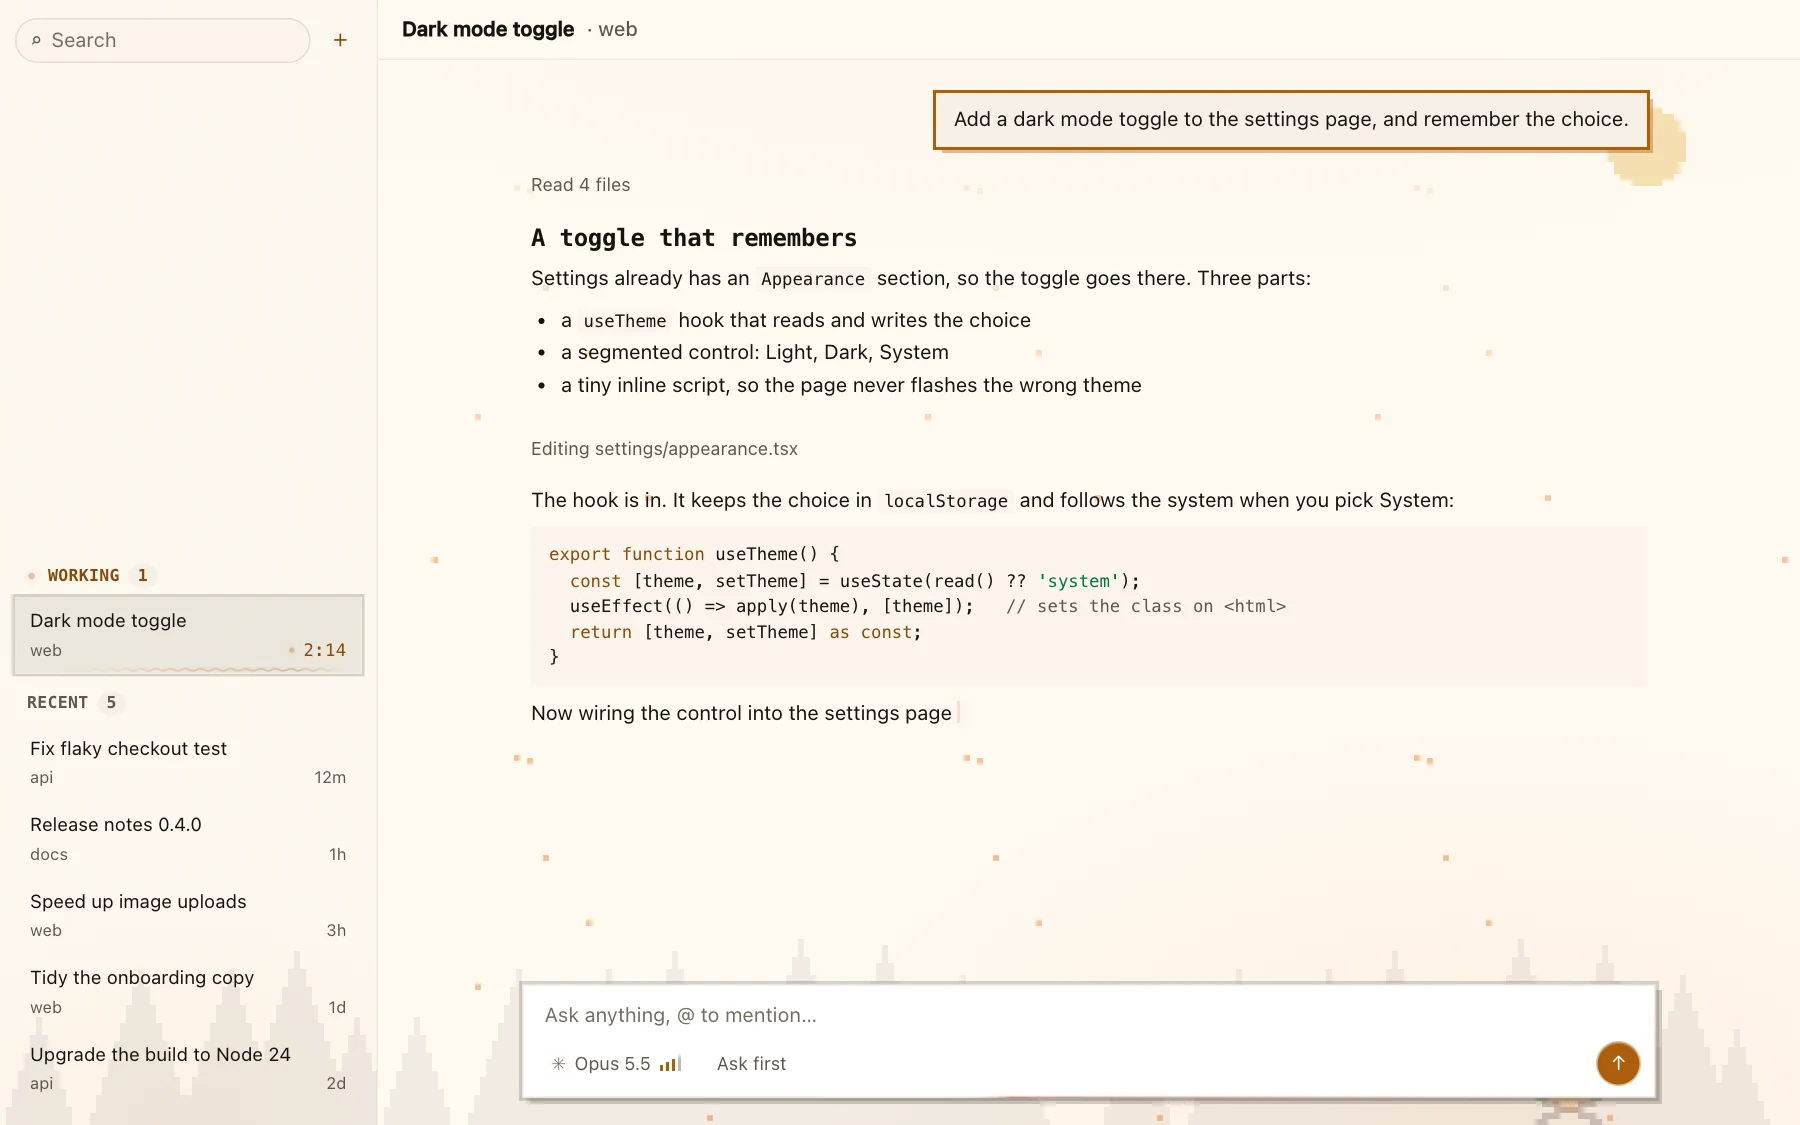 Search
+
WORKING 1
Dark mode toggle
web
2:14
RECENT 5
Fix flaky checkout test
api
12m
Release notes 0.4.0
docs
1h
Speed up image uploads
web
3h
Tidy the onboarding copy
web
1d
Upgrade the build to Node 24
api
2d
Dark mode toggle · web
Add a dark mode toggle to the settings page, and remember the choice.
Read 4 files
A toggle that remembers
Settings already has an Appearance section, so the toggle goes there. Three parts:
• a useTheme hook that reads and writes the choice
• a segmented control: Light, Dark, System
• a tiny inline script, so the page never flashes the wrong theme
Editing settings/appearance.tsx
The hook is in. It keeps the choice in localStorage and follows the system when you pick System:
export function useTheme() {
  const [theme, setTheme] = useState(read() ?? 'system');
  useEffect(() => apply(theme), [theme]);   // sets the class on <html>
  return [theme, setTheme] as const;
}
Now wiring the control into the settings page
Ask anything, @ to mention...
Opus 5.5
Ask first